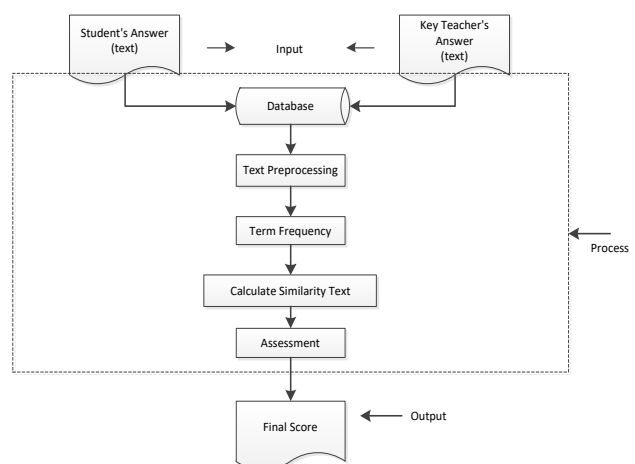 Student's Answer
(text)
Input
Key Teacher's
Answer
(text)
Database
Text Preprocessing
Term Frequency
Process
Calculate Similarity Text
Assessment
Final Score
Output